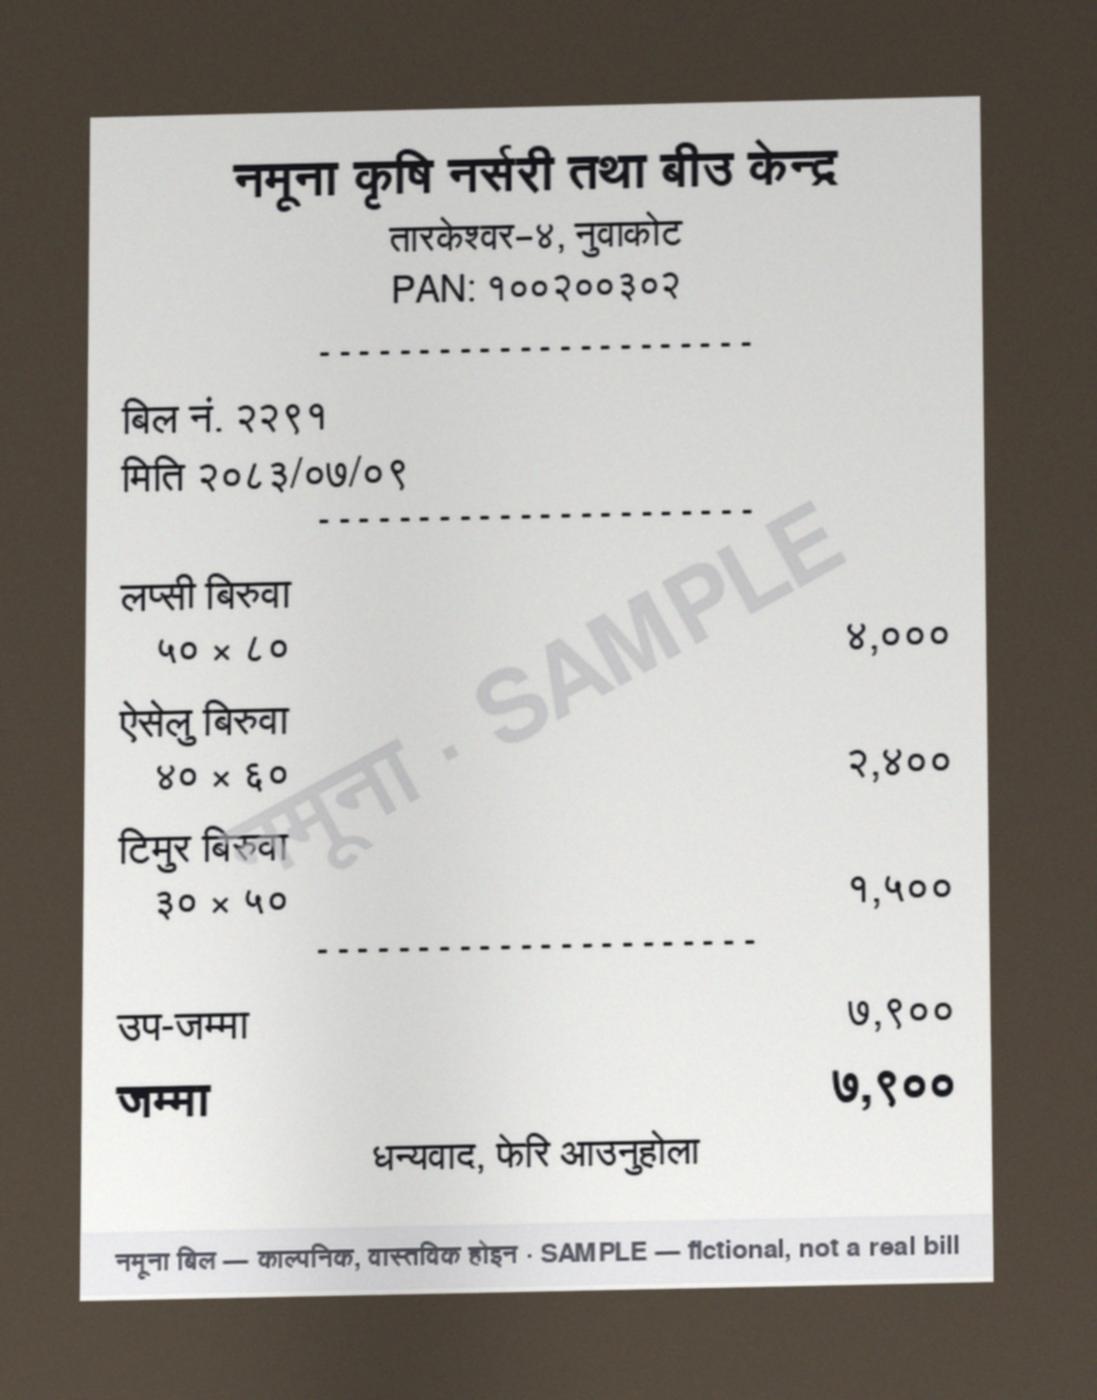 नमूना कृषि नर्सरी तथा बीउ केन्द्र
तारकेश्वर–४, नुवाकोट
PAN: १००२००३०२
- - - - - - - - - - - - - - - - - - - - - -
बिल नं. २२९१
मिति २०८३/०७/०९
- - - - - - - - - - - - - - - - - - - - - -
लप्सी बिरुवा
५० × ८० ४,०००
ऐसेलु बिरुवा
४० × ६० २,४००
टिमुर बिरुवा
३० × ५० १,५००
- - - - - - - - - - - - - - - - - - - - - -
उप-जम्मा ७,९००
जम्मा ७,९००
धन्यवाद, फेरि आउनुहोला
नमूना · SAMPLE
नमूना बिल — काल्पनिक, वास्तविक होइन · SAMPLE — fictional, not a real bill